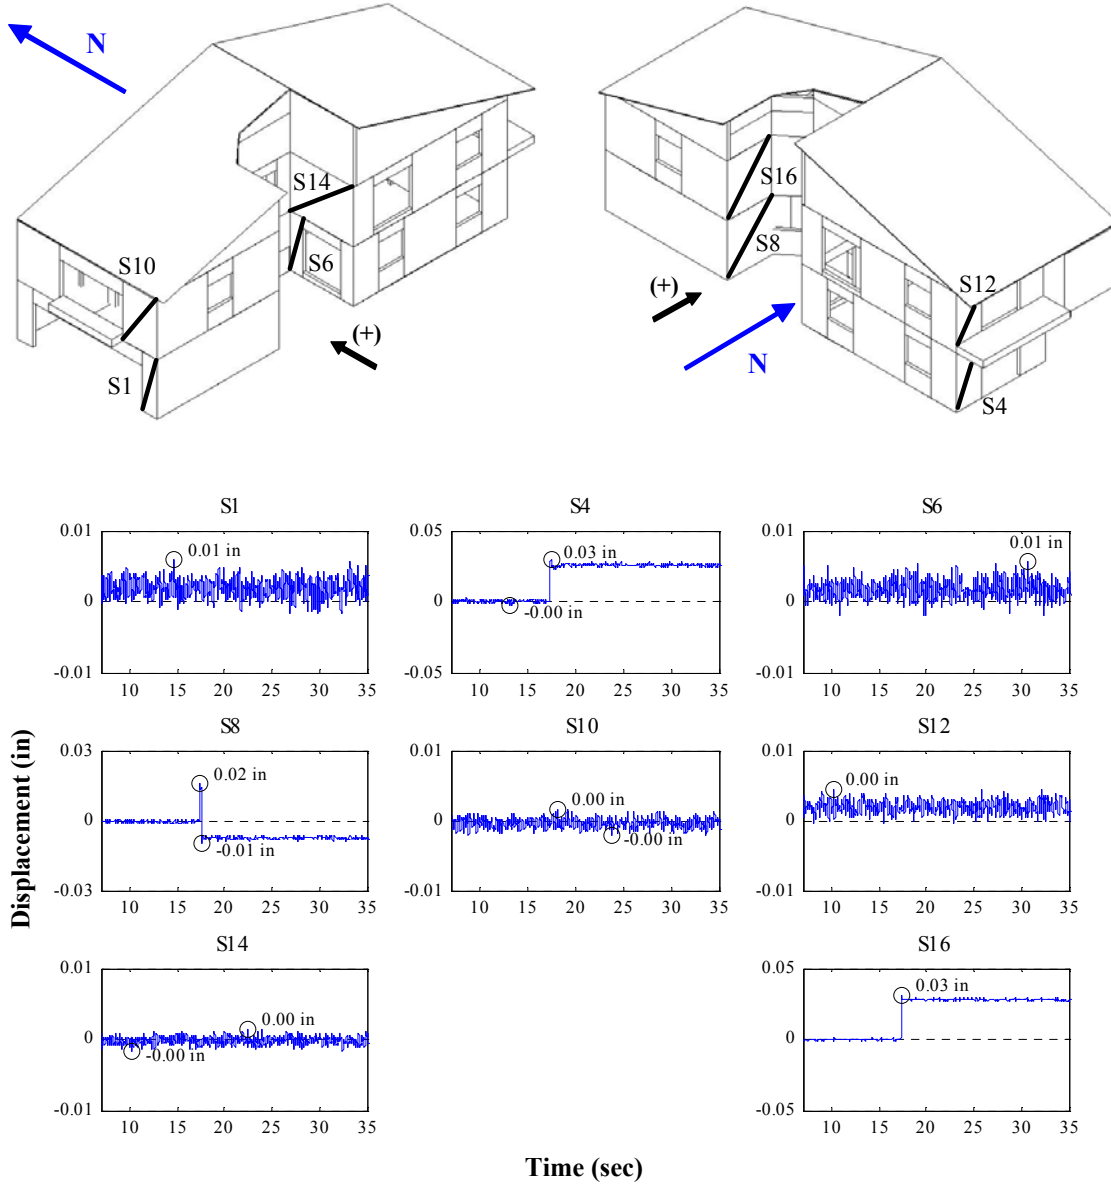 N
S14
S6
S10
S1
(+)
S16
S8
(+)
N
S12
S4
S1
0.01
0
-0.01
0.01 in
10 15 20 25 30 35
S4
0.05
0
-0.05
0.03 in
-0.00 in
10 15 20 25 30 35
S6
0.01
0
-0.01
0.01 in
10 15 20 25 30 35
Displacement (in)
S8
0.03
0
-0.03
0.02 in
-0.01 in
10 15 20 25 30 35
S10
0.01
0
-0.01
0.00 in
-0.00 in
10 15 20 25 30 35
S12
0.01
0
-0.01
0.00 in
10 15 20 25 30 35
S14
0.01
0
-0.01
0.00 in
-0.00 in
10 15 20 25 30 35
S16
0.05
0
-0.05
0.03 in
10 15 20 25 30 35
Time (sec)